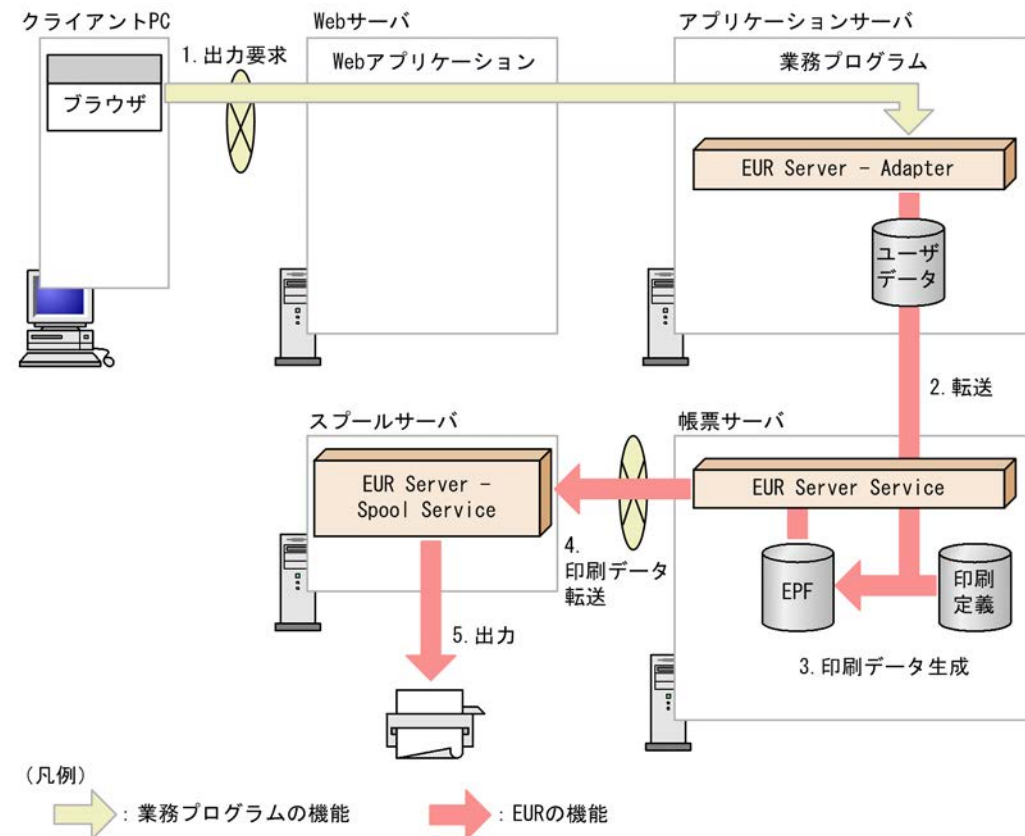 クライアントPC
Webサーバ
アプリケーションサーバ
1.出力要求
Webアプリケーション
業務プログラム
ブラウザ
EUR Server - Adapter
ユーザ
データ
2.転送
スプールサーバ
帳票サーバ
EUR Server -
Spool Service
EUR Server Service
4.
印刷データ
転送
EPF
印刷
定義
5.出力
3.印刷データ生成
(凡例)
:業務プログラムの機能
:EURの機能